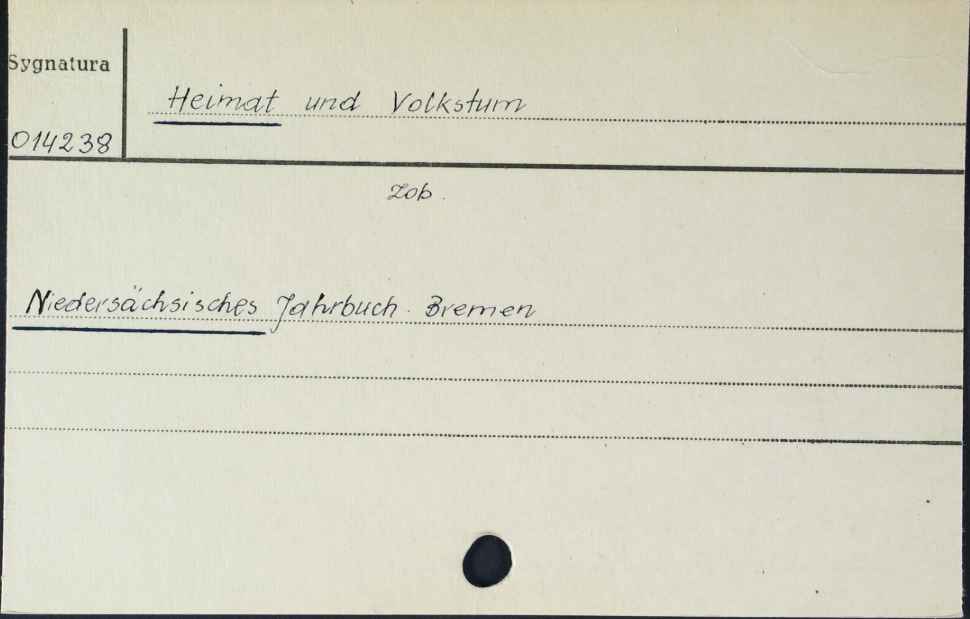 Sygnatura
Heimat und Volkstum
014238
zob.
Niedersächsisches Jahrbuch. Bremen